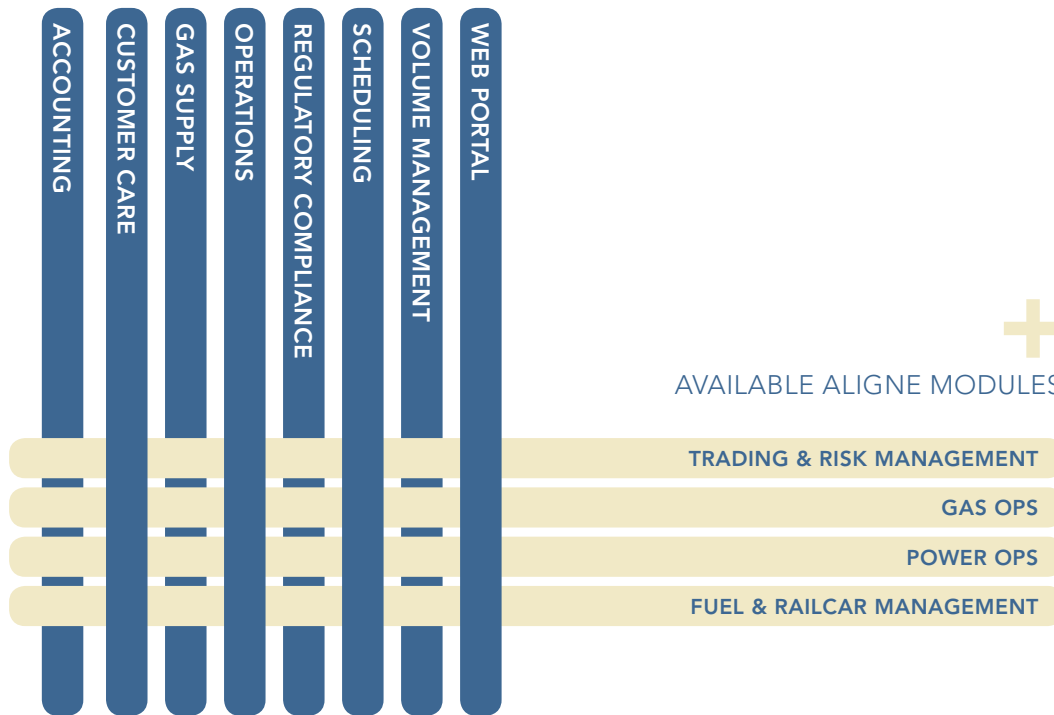 ACCOUNTING
CUSTOMER CARE
GAS SUPPLY
OPERATIONS
REGULATORY COMPLIANCE
SCHEDULING
VOLUME MANAGEMENT
WEB PORTAL
+
AVAILABLE ALIGNE MODULES
TRADING & RISK MANAGEMENT
GAS OPS
POWER OPS
FUEL & RAILCAR MANAGEMENT